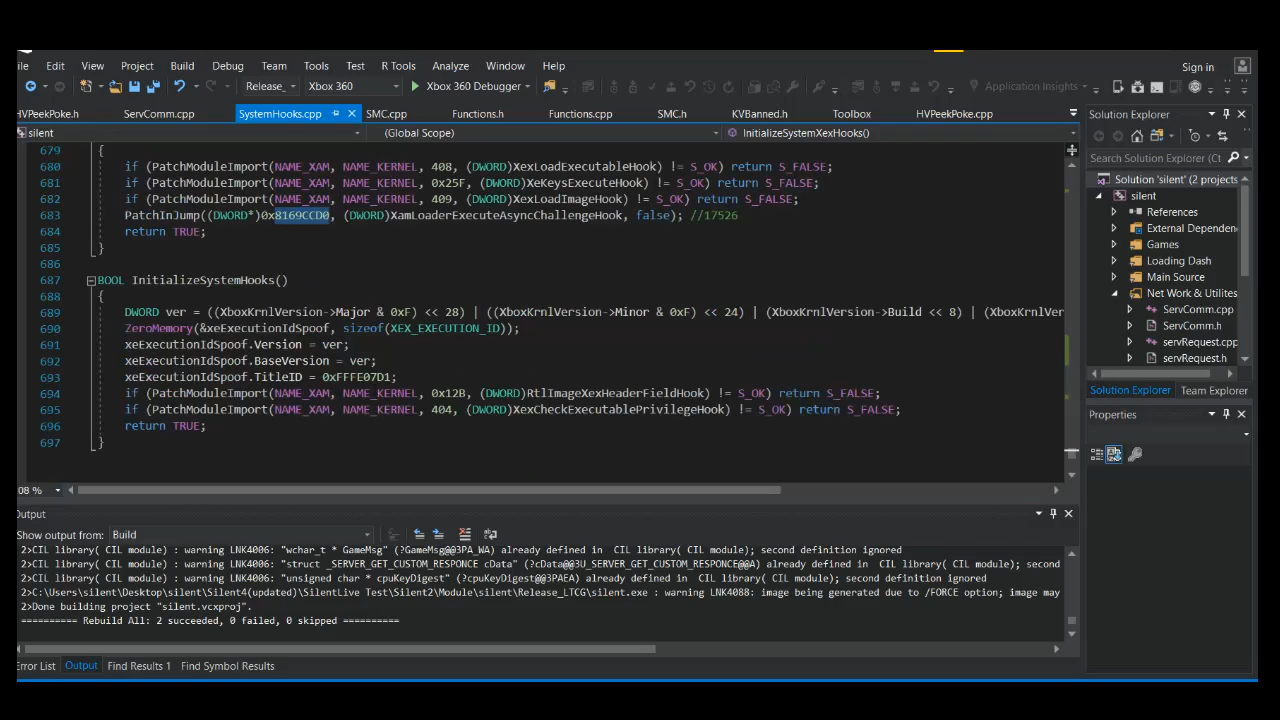 ile Edit View Project Build Debug Team Tools Test R Tools Analyze Window Help Sign in
Release_ Xbox 360 Xbox 360 Debugger Application Insights
HVPeekPoke.h ServComm.cpp SystemHooks.cpp SMC.cpp Functions.h Functions.cpp SMC.h KVBanned.h Toolbox HVPeekPoke.cpp Solution Explorer
silent (Global Scope) InitializeSystemXexHooks()
Search Solution Explorer (Ct
679 {
680 if (PatchModuleImport(NAME_XAM, NAME_KERNEL, 408, (DWORD)XexLoadExecutableHook) != S_OK) return S_FALSE;
681 if (PatchModuleImport(NAME_XAM, NAME_KERNEL, 0x25F, (DWORD)XeKeysExecuteHook) != S_OK) return S_FALSE;
682 if (PatchModuleImport(NAME_XAM, NAME_KERNEL, 409, (DWORD)XexLoadImageHook) != S_OK) return S_FALSE;
683 PatchInJump((DWORD*)0x8169CCD0, (DWORD)XamLoaderExecuteAsyncChallengeHook, false); //17526
684 return TRUE;
685 }
686
687 BOOL InitializeSystemHooks()
688 {
689 DWORD ver = ((XboxKrnlVersion->Major & 0xF) << 28) | ((XboxKrnlVersion->Minor & 0xF) << 24) | (XboxKrnlVersion->Build << 8) | (XboxKrnlVers
690 ZeroMemory(&xeExecutionIdSpoof, sizeof(XEX_EXECUTION_ID));
691 xeExecutionIdSpoof.Version = ver;
692 xeExecutionIdSpoof.BaseVersion = ver;
693 xeExecutionIdSpoof.TitleID = 0xFFFE07D1;
694 if (PatchModuleImport(NAME_XAM, NAME_KERNEL, 0x12B, (DWORD)RtlImageXexHeaderFieldHook) != S_OK) return S_FALSE;
695 if (PatchModuleImport(NAME_XAM, NAME_KERNEL, 404, (DWORD)XexCheckExecutablePrivilegeHook) != S_OK) return S_FALSE;
696 return TRUE;
697 }
Solution 'silent' (2 projects
silent
References
External Dependen
Games
Loading Dash
Main Source
Net Work & Utilites
ServComm.cpp
ServComm.h
servRequest.cpp
servRequest.h
Solution Explorer Team Explorer
Properties
08 %
Output
Show output from: Build
2>CIL library( CIL module) : warning LNK4006: "wchar_t * GameMsg" (?GameMsg@@3PA_WA) already defined in CIL library( CIL module); second definition ignored
2>CIL library( CIL module) : warning LNK4006: "struct _SERVER_GET_CUSTOM_RESPONCE cData" (?cData@@3U_SERVER_GET_CUSTOM_RESPONCE@@A) already defined in CIL library( CIL module); second
2>CIL library( CIL module) : warning LNK4006: "unsigned char * cpuKeyDigest" (?cpuKeyDigest@@3PAEA) already defined in CIL library( CIL module); second definition ignored
2>C:\Users\silent\Desktop\silent\Silent4(updated)\SilentLive Test\Silent2\Module\silent\Release_LTCG\silent.exe : warning LNK4088: image being generated due to /FORCE option; image may
2>Done building project "silent.vcxproj".
========== Rebuild All: 2 succeeded, 0 failed, 0 skipped ==========
Error List Output Find Results 1 Find Symbol Results